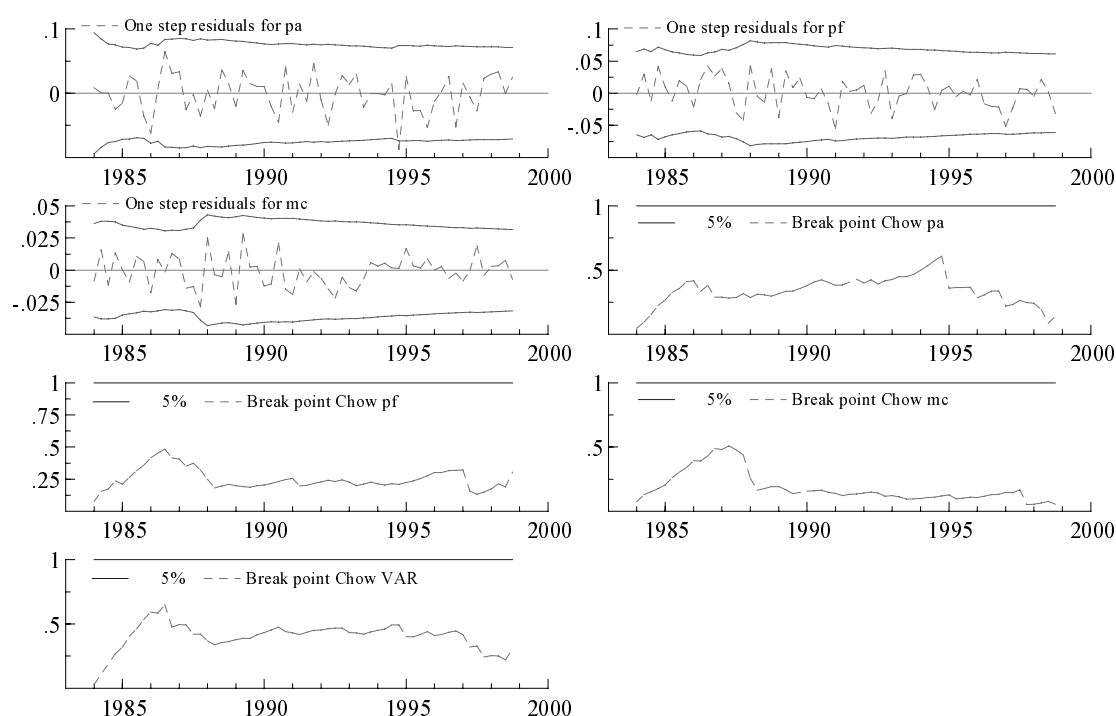 One step residuals for pa
.1
0
1985 1990 1995 2000
One step residuals for pf
.1
.05
0
-.05
1985 1990 1995 2000
One step residuals for mc
.05
.025
0
-.025
1985 1990 1995 2000
1
5% Break point Chow pa
.5
1985 1990 1995 2000
1
5% Break point Chow pf
.75
.5
.25
1985 1990 1995 2000
1
5% Break point Chow mc
.5
1985 1990 1995 2000
1
5% Break point Chow VAR
.5
1985 1990 1995 2000